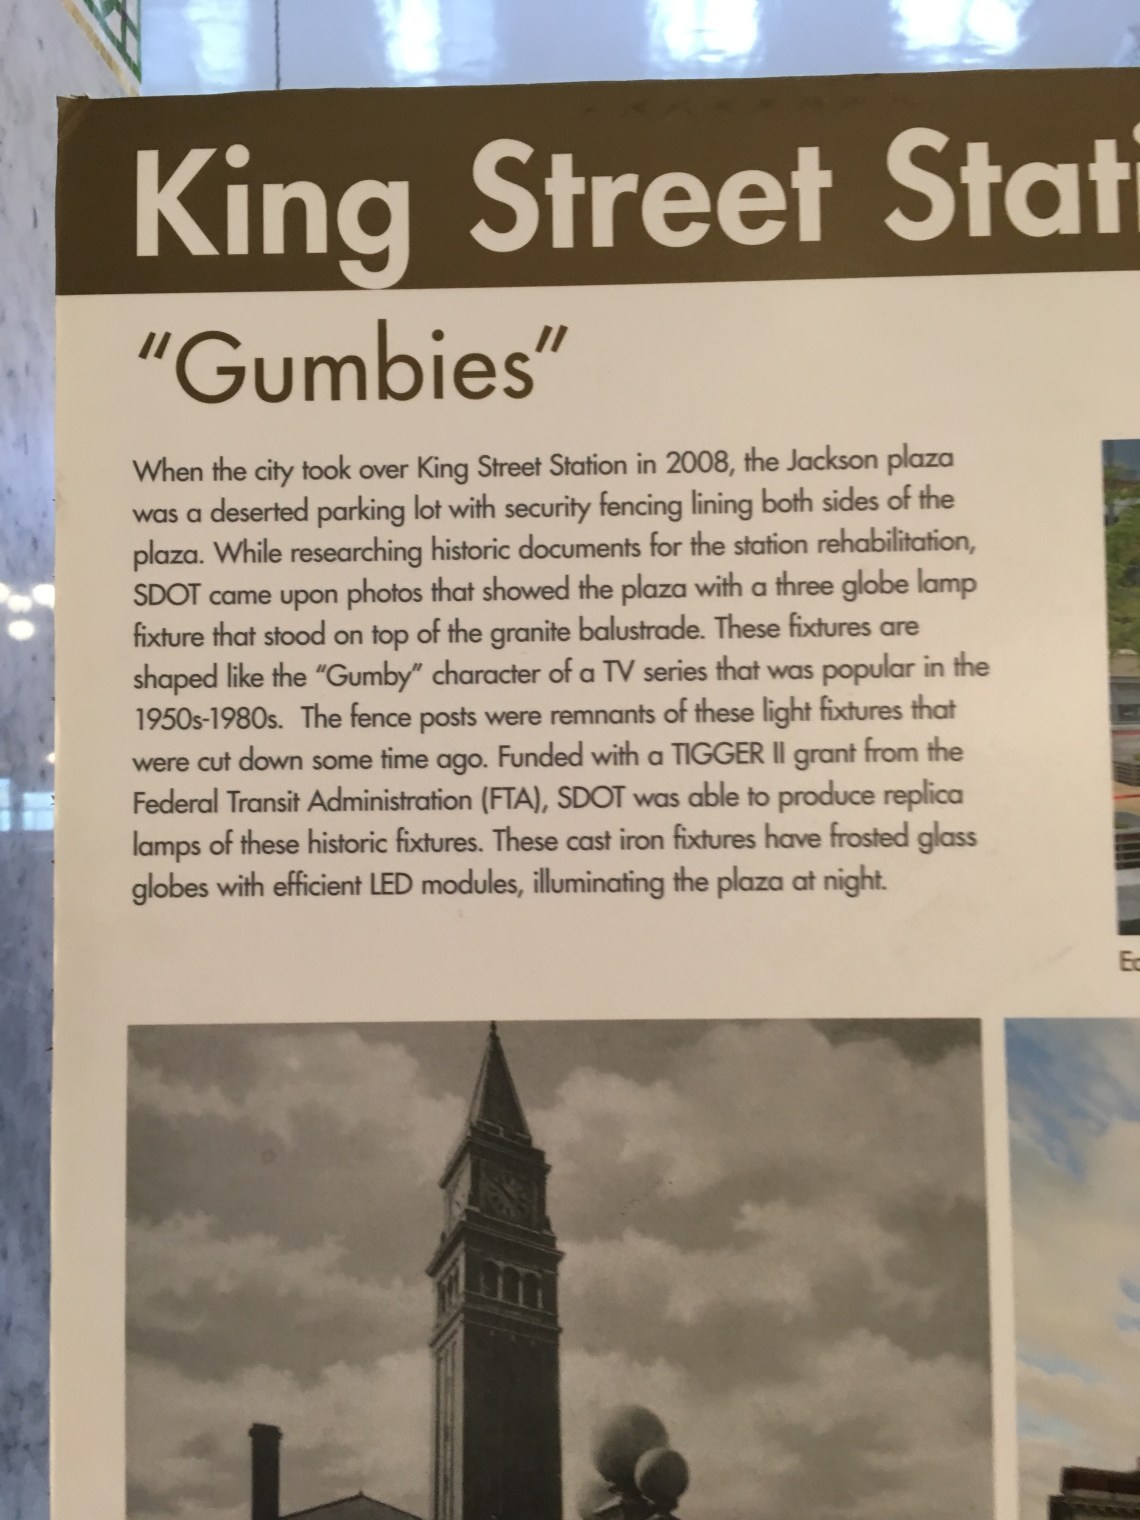 King Street Stati
“Gumbies”
When the city took over King Street Station in 2008, the Jackson plaza
was a deserted parking lot with security fencing lining both sides of the
plaza. While researching historic documents for the station rehabilitation,
SDOT came upon photos that showed the plaza with a three globe lamp
fixture that stood on top of the granite balustrade. These fixtures are
shaped like the “Gumby” character of a TV series that was popular in the
1950s-1980s. The fence posts were remnants of these light fixtures that
were cut down some time ago. Funded with a TIGGER II grant from the
Federal Transit Administration (FTA), SDOT was able to produce replica
lamps of these historic fixtures. These cast iron fixtures have frosted glass
globes with efficient LED modules, illuminating the plaza at night.